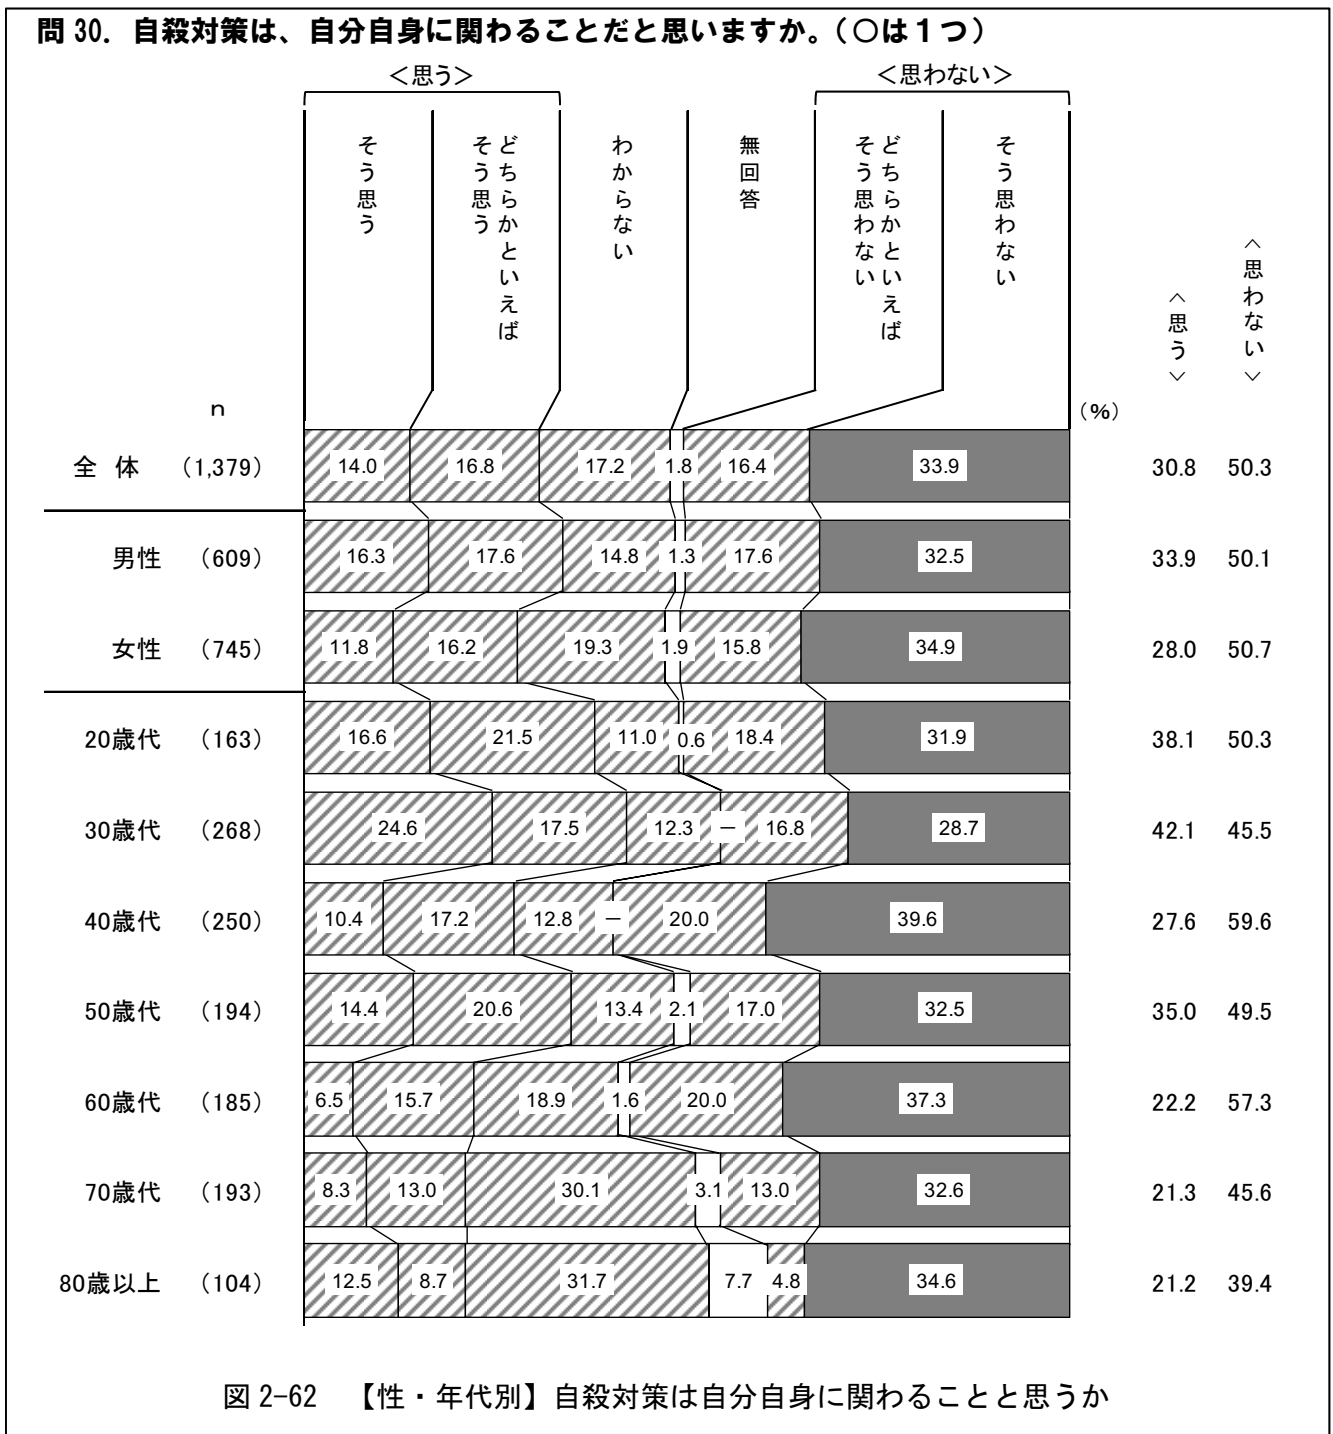 問 30．自殺対策は、自分自身に関わることだと思いますか。（○は１つ）
＜思う＞ ＜思わない＞
そう思う
どちらかといえば
そう思う
わからない
無回答
どちらかといえば
そう思わない
そう思わない
＜思う＞
＜思わない＞
n
（%）
全 体 （1,379） 14.0 16.8 17.2 1.8 16.4 33.9 30.8 50.3
男性 （609） 16.3 17.6 14.8 1.3 17.6 32.5 33.9 50.1
女性 （745） 11.8 16.2 19.3 1.9 15.8 34.9 28.0 50.7
20歳代 （163） 16.6 21.5 11.0 0.6 18.4 31.9 38.1 50.3
30歳代 （268） 24.6 17.5 12.3 － 16.8 28.7 42.1 45.5
40歳代 （250） 10.4 17.2 12.8 － 20.0 39.6 27.6 59.6
50歳代 （194） 14.4 20.6 13.4 2.1 17.0 32.5 35.0 49.5
60歳代 （185） 6.5 15.7 18.9 1.6 20.0 37.3 22.2 57.3
70歳代 （193） 8.3 13.0 30.1 3.1 13.0 32.6 21.3 45.6
80歳以上 （104） 12.5 8.7 31.7 7.7 4.8 34.6 21.2 39.4
図 2-62 【性・年代別】自殺対策は自分自身に関わることと思うか